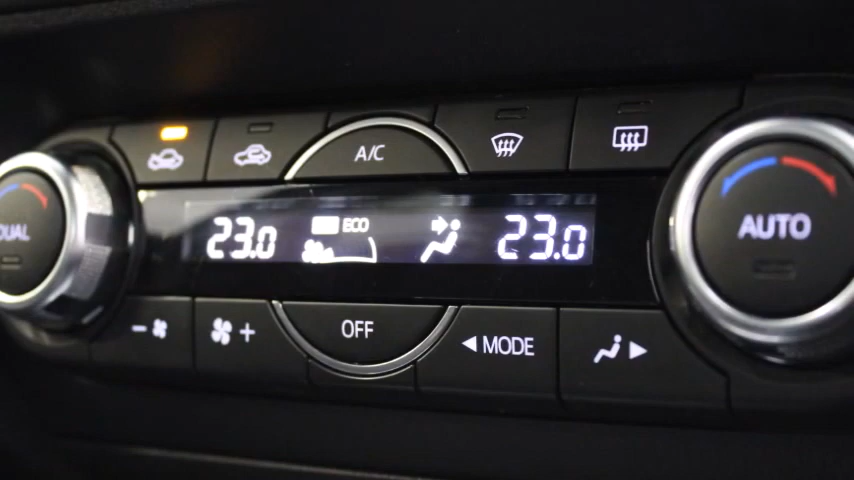 A/C
DUAL
23.0
ECO
23.0
AUTO
- +
OFF
MODE